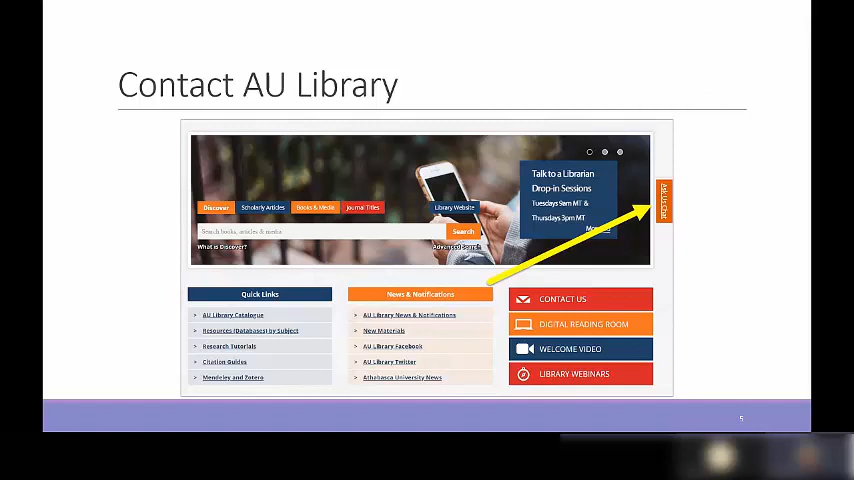 Contact AU Library
Talk to a Librarian
Drop-in Sessions
Tuesdays 9am MT &
Thursdays 3pm MT
Ask Us Chat
Discover
Scholarly Articles
Books & Media
Journal Titles
Library Website
Search books, articles & media
Search
What is Discover?
Advanced Search
Quick Links
AU Library Catalogue
Resources (Databases) by Subject
Research Tutorials
Citation Guides
Mendeley and Zotero
News & Notifications
AU Library News & Notifications
New Materials
AU Library Facebook
AU Library Twitter
Athabasca University News
CONTACT US
DIGITAL READING ROOM
WELCOME VIDEO
LIBRARY WEBINARS
5